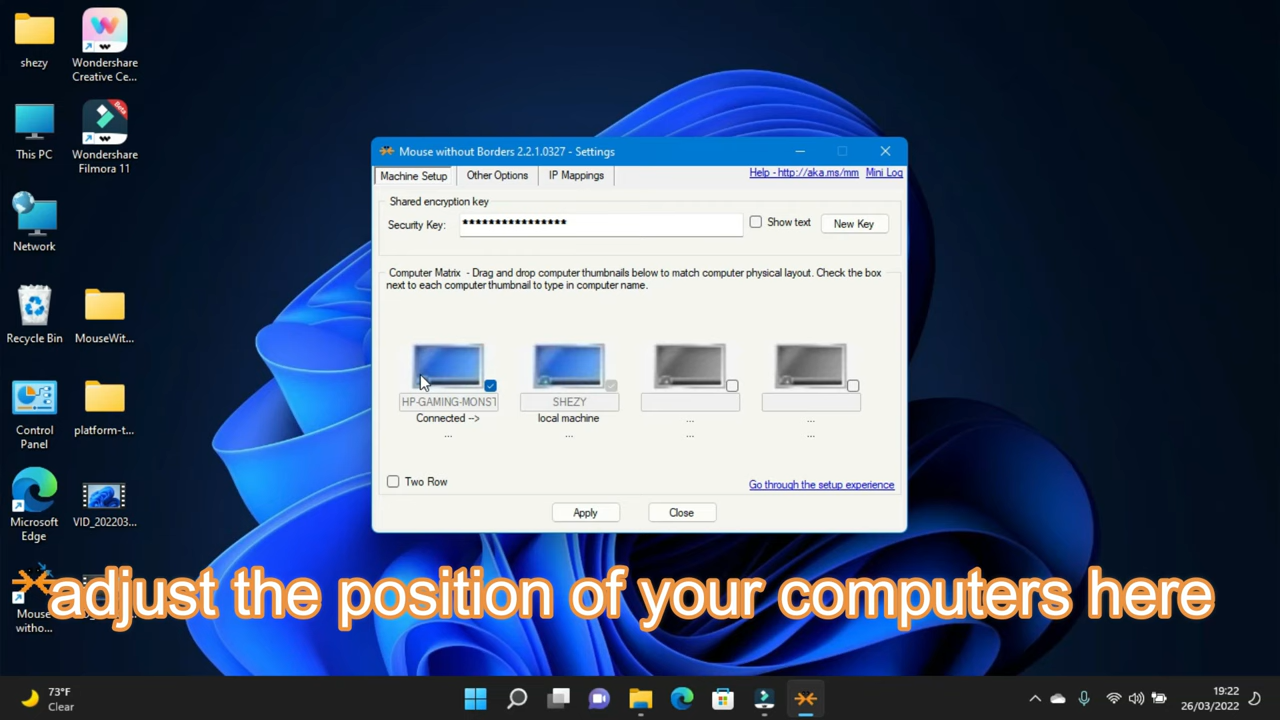 shezy
Wondershare
Creative Ce...
This PC
Wondershare
Filmora 11
Network
Recycle Bin
MouseWit...
Control
Panel
platform-t...
Microsoft
Edge
VID_202203...
Mouse
witho...
Mouse without Borders 2.2.1.0327 - Settings
Machine Setup
Other Options
IP Mappings
Help - http://aka.ms/mm
Mini Log
Shared encryption key
Security Key:
****************
Show text
New Key
Computer Matrix - Drag and drop computer thumbnails below to match computer physical layout. Check the box
next to each computer thumbnail to type in computer name.
HP-GAMING-MONST
SHEZY
Connected -->
local machine
...
...
...
...
...
...
Two Row
Go through the setup experience
Apply
Close
adjust the position of your computers here
73°F
Clear
19:22
26/03/2022